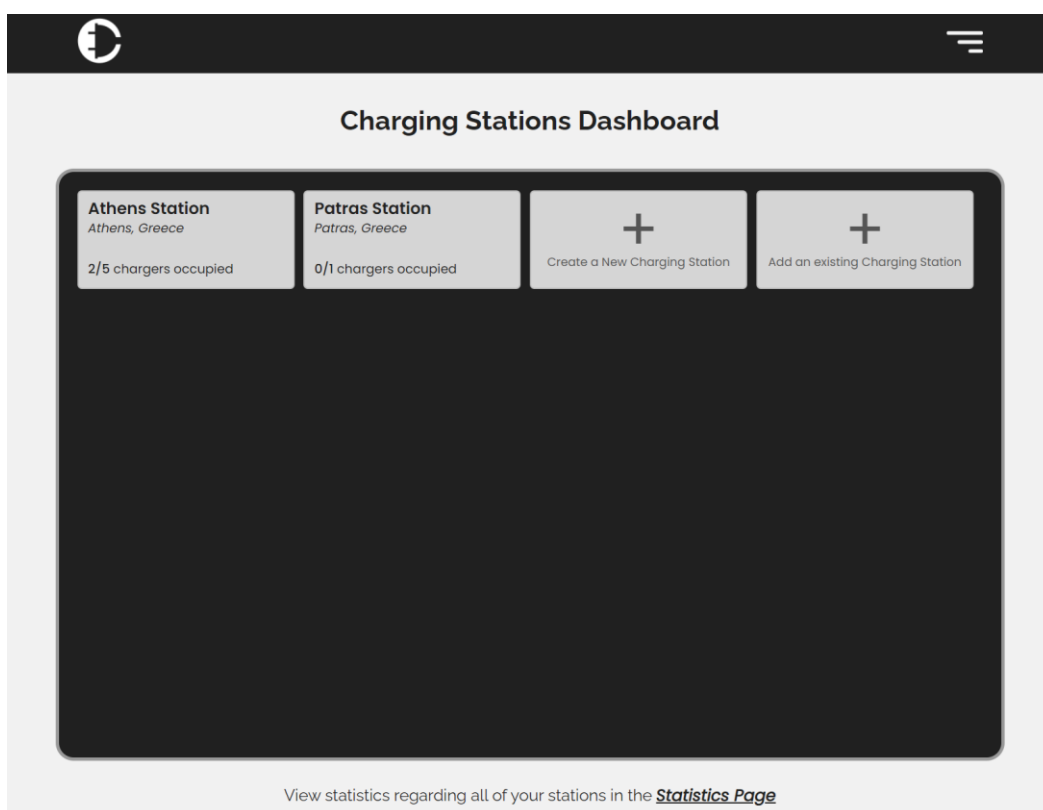 Charging Stations Dashboard
Athens Station
Athens, Greece
2/5 chargers occupied
Patras Station
Patras, Greece
0/1 chargers occupied
Create a New Charging Station
Add an existing Charging Station
View statistics regarding all of your stations in the Statistics Page